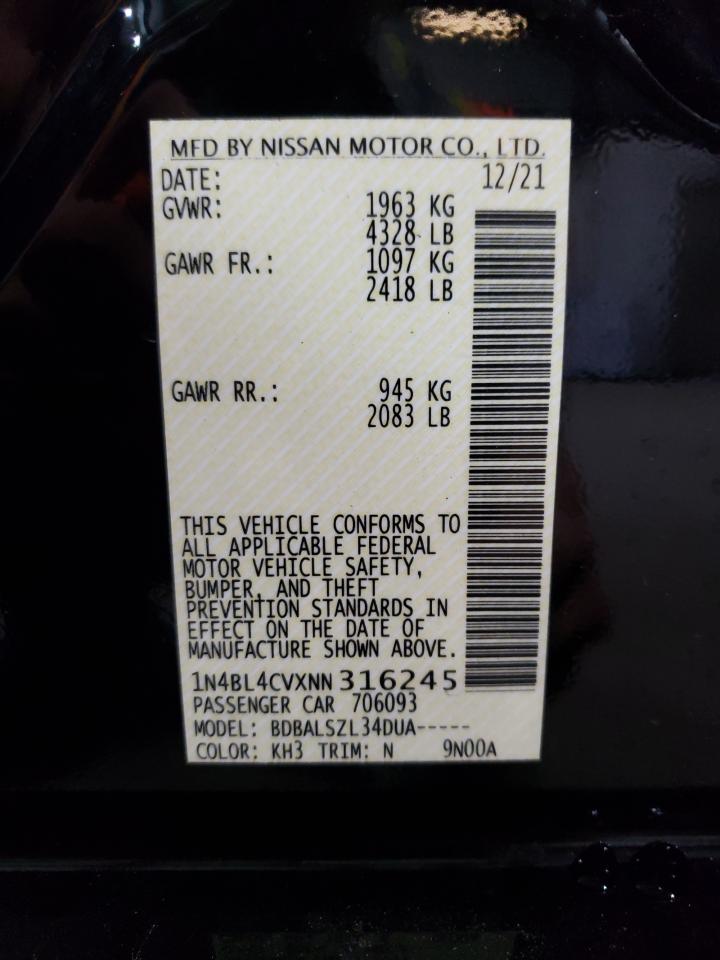 MFD BY NISSAN MOTOR CO., LTD.
DATE: 12/21
GVWR: 1963 KG
4328 LB
GAWR FR.: 1097 KG
2418 LB
GAWR RR.: 945 KG
2083 LB
THIS VEHICLE CONFORMS TO
ALL APPLICABLE FEDERAL
MOTOR VEHICLE SAFETY,
BUMPER, AND THEFT
PREVENTION STANDARDS IN
EFFECT ON THE DATE OF
MANUFACTURE SHOWN ABOVE.
1N4BL4CVXNN316245
PASSENGER CAR 706093
MODEL: BDBALSZL34DUA-----
COLOR: KH3 TRIM: N 9N00A